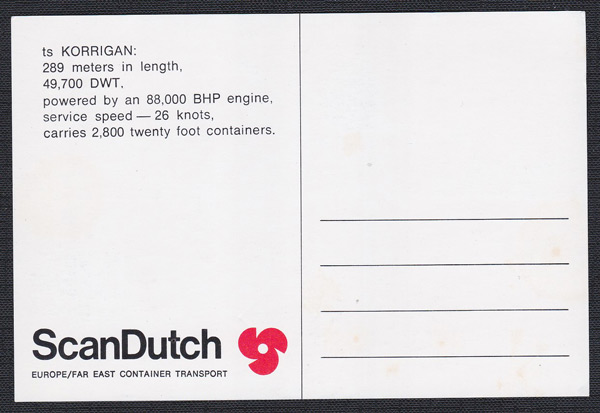 ts KORRIGAN:
289 meters in length,
49,700 DWT.
powered by an 88,000 BHP engine,
service speed — 26 knots,
carries 2,800 twenty foot containers.
ScanDutch
EUROPE/FAR EAST CONTAINER TRANSPORT